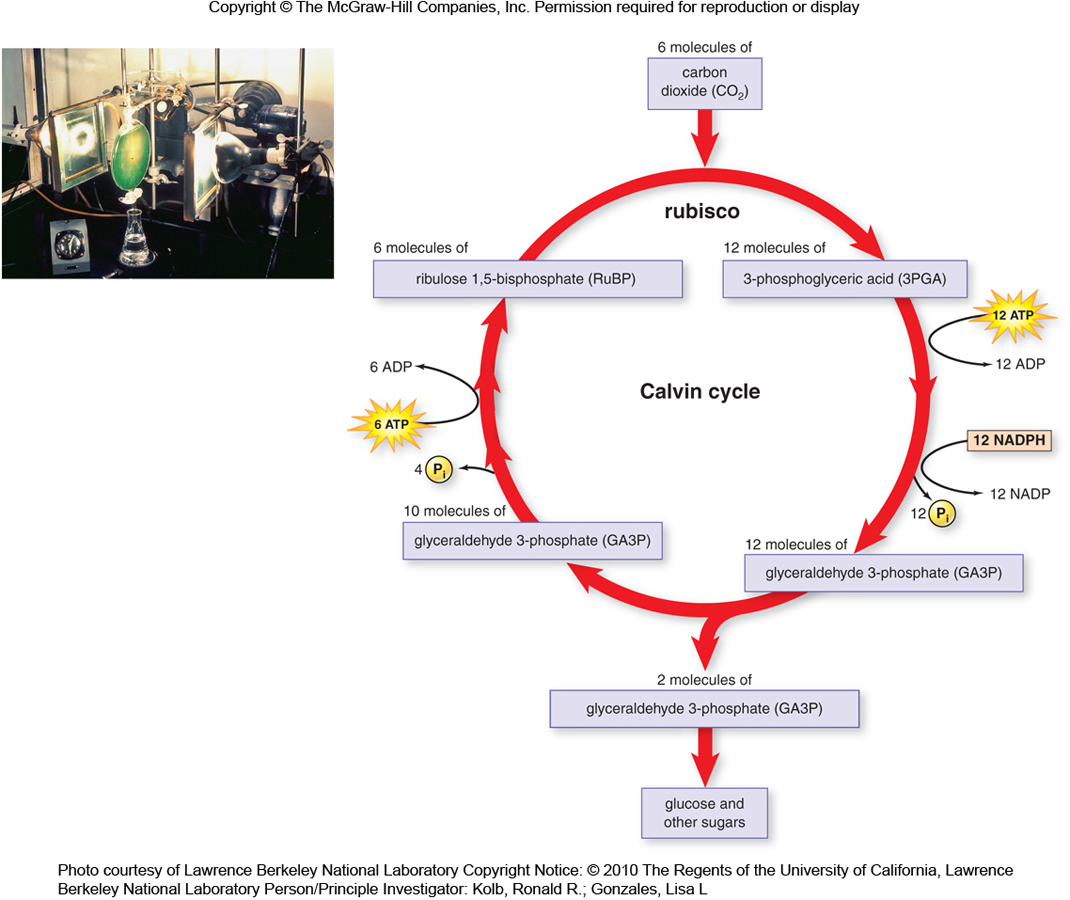 Copyright © The McGraw-Hill Companies, Inc. Permission required for reproduction or display
6 molecules of
carbon
dioxide (CO₂)
rubisco
6 molecules of
ribulose 1,5-bisphosphate (RuBP)
12 molecules of
3-phosphoglyceric acid (3PGA)
12 ATP
12 ADP
6 ADP
Calvin cycle
6 ATP
12 NADPH
4 Pi
12 NADP
12 Pi
10 molecules of
glyceraldehyde 3-phosphate (GA3P)
12 molecules of
glyceraldehyde 3-phosphate (GA3P)
2 molecules of
glyceraldehyde 3-phosphate (GA3P)
glucose and
other sugars
Photo courtesy of Lawrence Berkeley National Laboratory Copyright Notice: © 2010 The Regents of the University of California, Lawrence
Berkeley National Laboratory Person/Principle Investigator: Kolb, Ronald R.; Gonzales, Lisa L